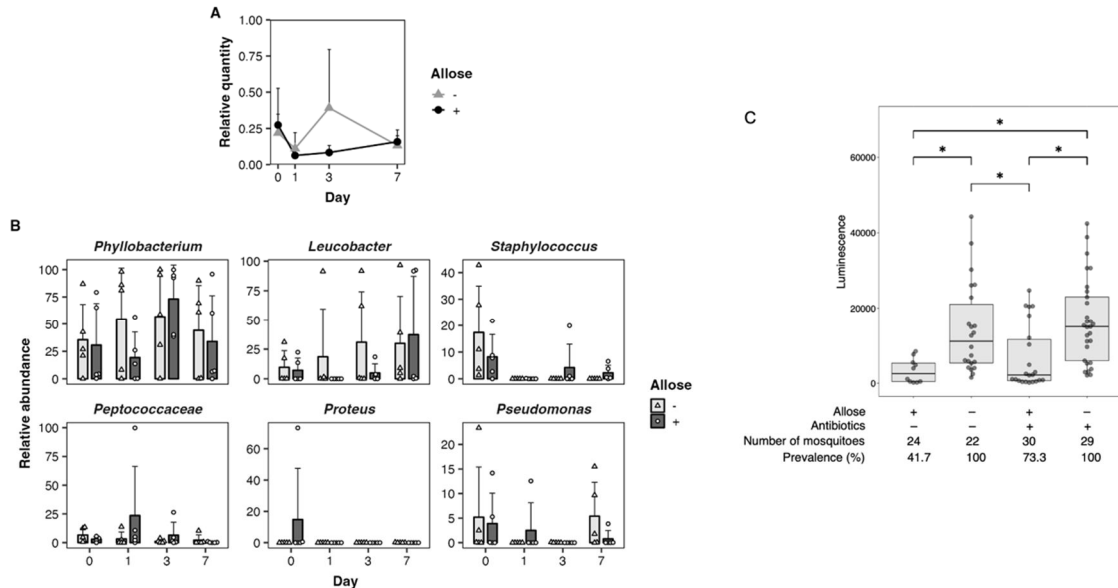 A
Relative quantity
1.00
0.75
0.50
0.25
0.00
0 1 3 7
Day
Allose
-
+
B
Relative abundance
Phyllobacterium
100
75
50
25
0
Leucobacter
100
75
50
25
0
Staphylococcus
40
30
20
10
0
Peptococcaceae
100
75
50
25
0
Proteus
80
60
40
20
0
Pseudomonas
25
20
15
10
5
0
0 1 3 7
0 1 3 7
0 1 3 7
Day
Allose
-
+
C
* 
* *
*
Luminescence
60000
40000
20000
0
Allose + − + −
Antibiotics − − + +
Number of mosquitoes 24 22 30 29
Prevalence (%) 41.7 100 73.3 100